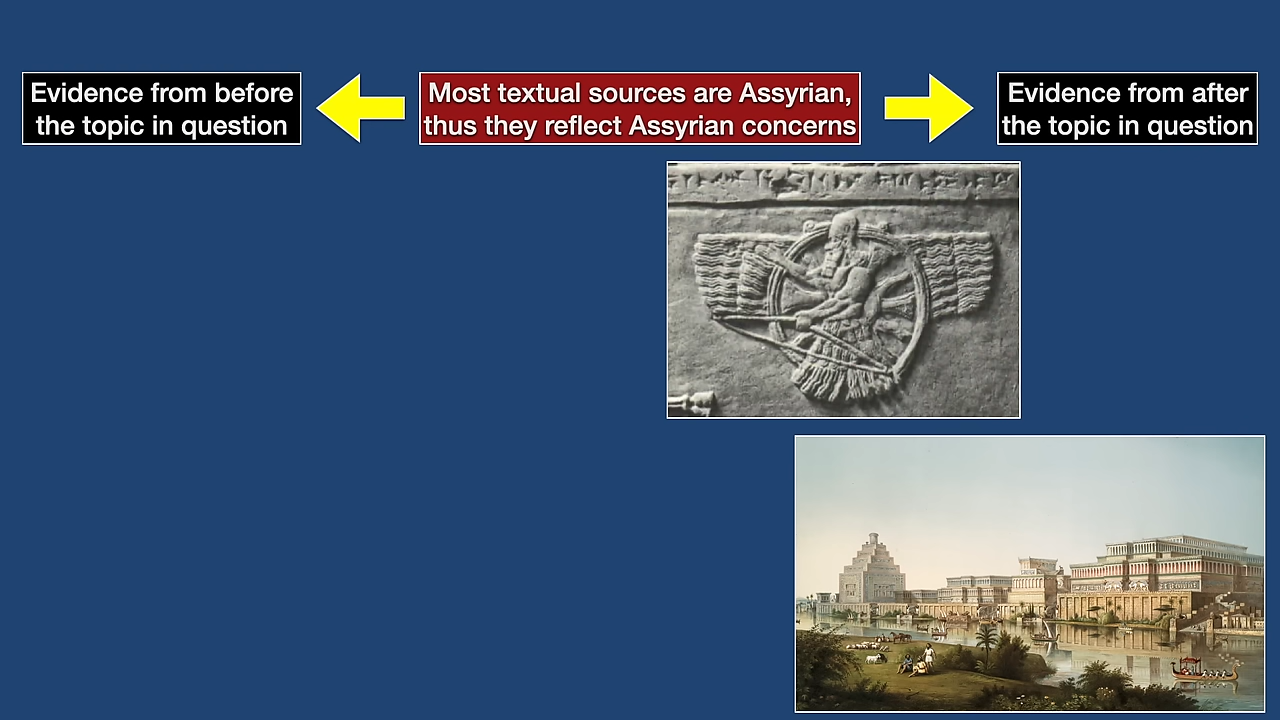 Evidence from before
the topic in question
Most textual sources are Assyrian,
thus they reflect Assyrian concerns
Evidence from after
the topic in question